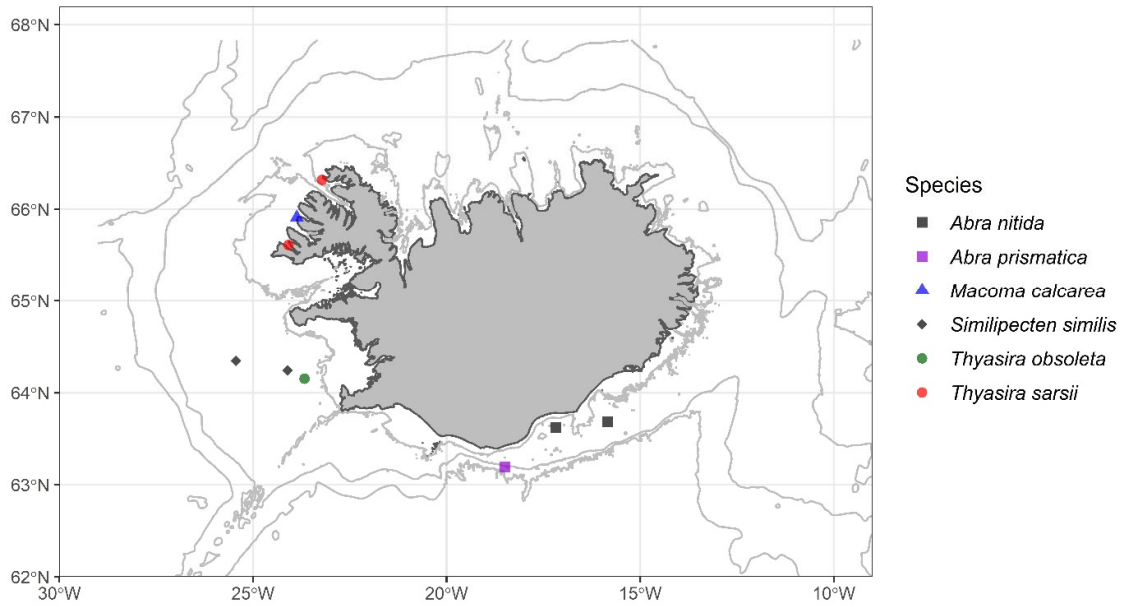 68°N
67°N
66°N
65°N
64°N
63°N
62°N
30°W 25°W 20°W 15°W 10°W
Species
Abra nitida
Abra prismatica
Macoma calcarea
Similipecten similis
Thyasira obsoleta
Thyasira sarsii